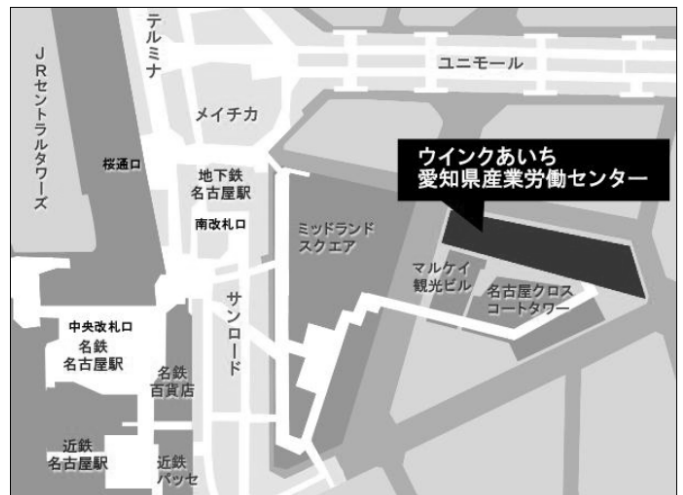 テルミナ
ユニモール
JRセントラルタワーズ
メイチカ
桜通口
地下鉄
名古屋駅
南改札口
ウインクあいち
愛知県産業労働センター
ミッドランド
スクエア
マルケイ
観光ビル
名古屋クロス
コートタワー
サンロード
中央改札口
名鉄
名古屋駅
名鉄
百貨店
近鉄
名古屋駅
近鉄
パッセ